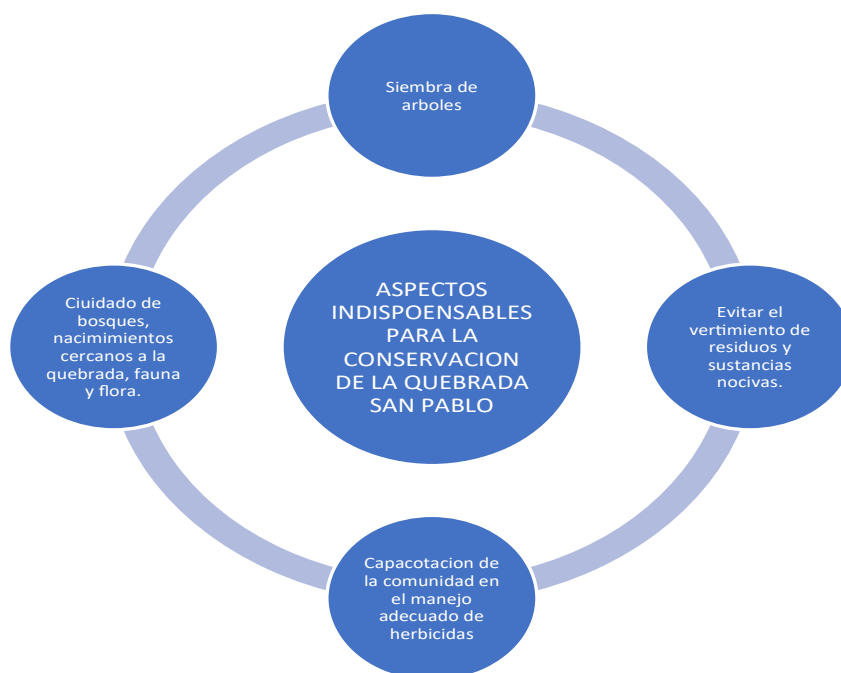 Siembra de
arboles
ASPECTOS
INDISPOENSABLES
PARA LA
CONSERVACION
DE LA QUEBRADA
SAN PABLO
Evitar el
vertimiento de
residuos y
sustancias
nocivas.
Capacotacion de
la comunidad en
el manejo
adecuado de
herbicidas
Ciuidado de
bosques,
nacimimientos
cercanos a la
quebrada, fauna
y flora.